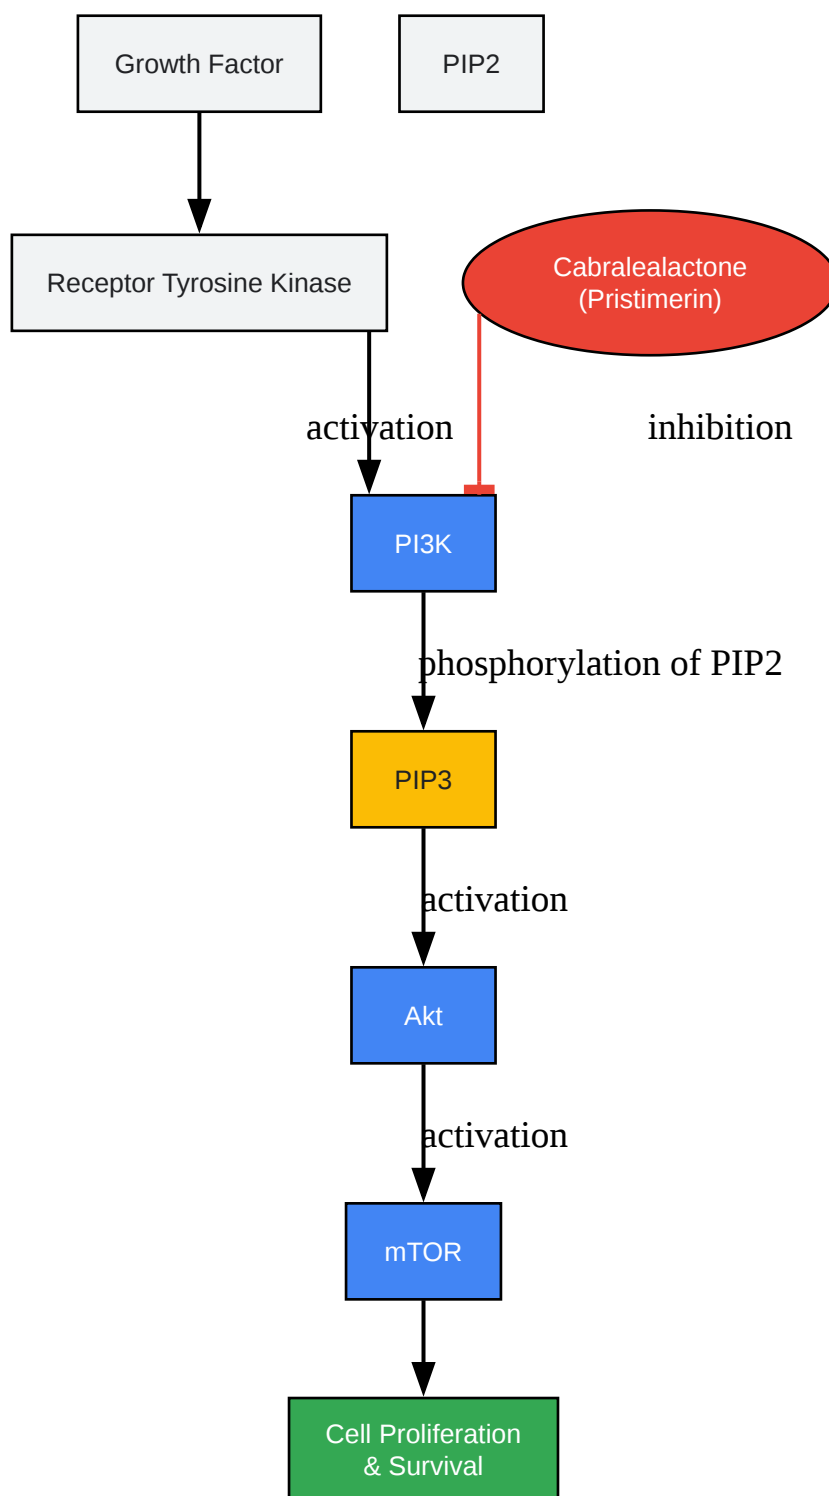 Growth Factor
PIP2
Receptor Tyrosine Kinase
Cabralealactone
(Pristimerin)
activation
inhibition
PI3K
phosphorylation of PIP2
PIP3
activation
Akt
activation
mTOR
Cell Proliferation
& Survival